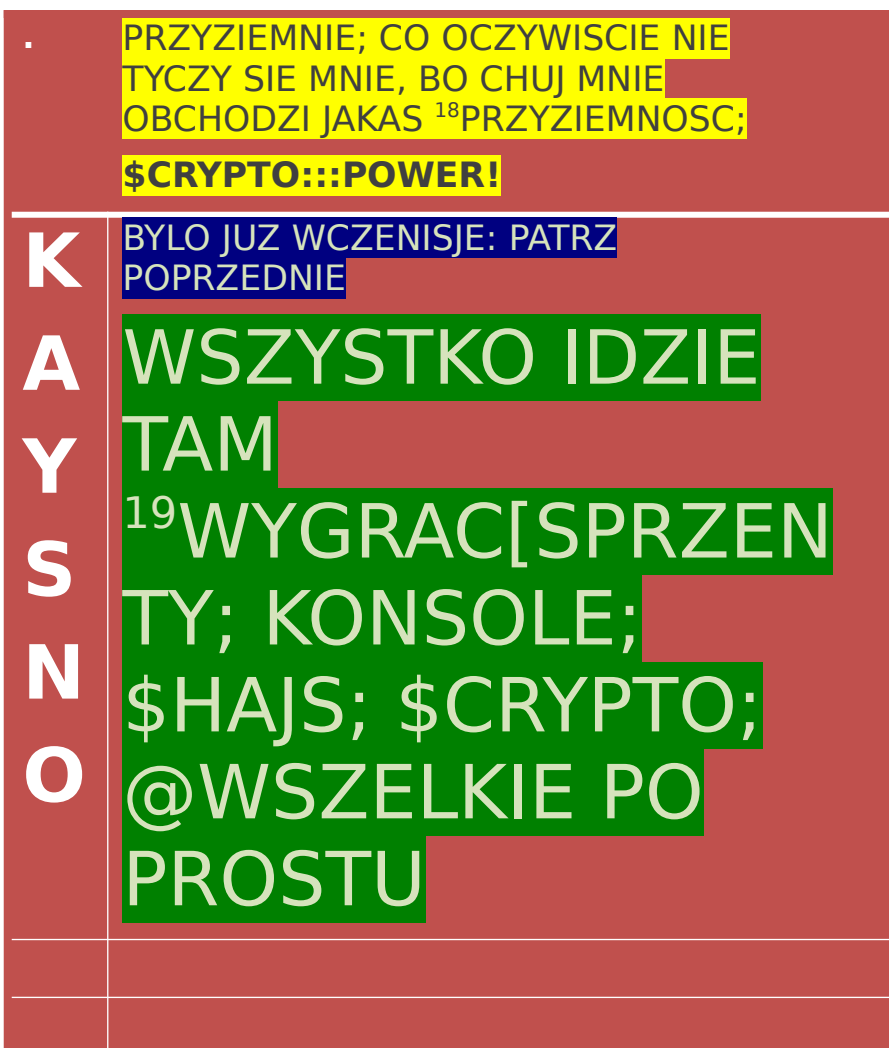 .
PRZYZIEMNIE; CO OCZYWISCIE NIE
TYCZY SIE MNIE, BO CHUJ MNIE
OBCHODZI JAKAS 18PRZYZIEMNOSC;
$CRYPTO:::POWER!
K
A
Y
S
N
O
BYLO JUZ WCZENISJE: PATRZ
POPRZEDNIE
WSZYSTKO IDZIE
TAM
19WYGRAC[SPRZEN
TY; KONSOLE;
$HAJS; $CRYPTO;
@WSZELKIE PO
PROSTU